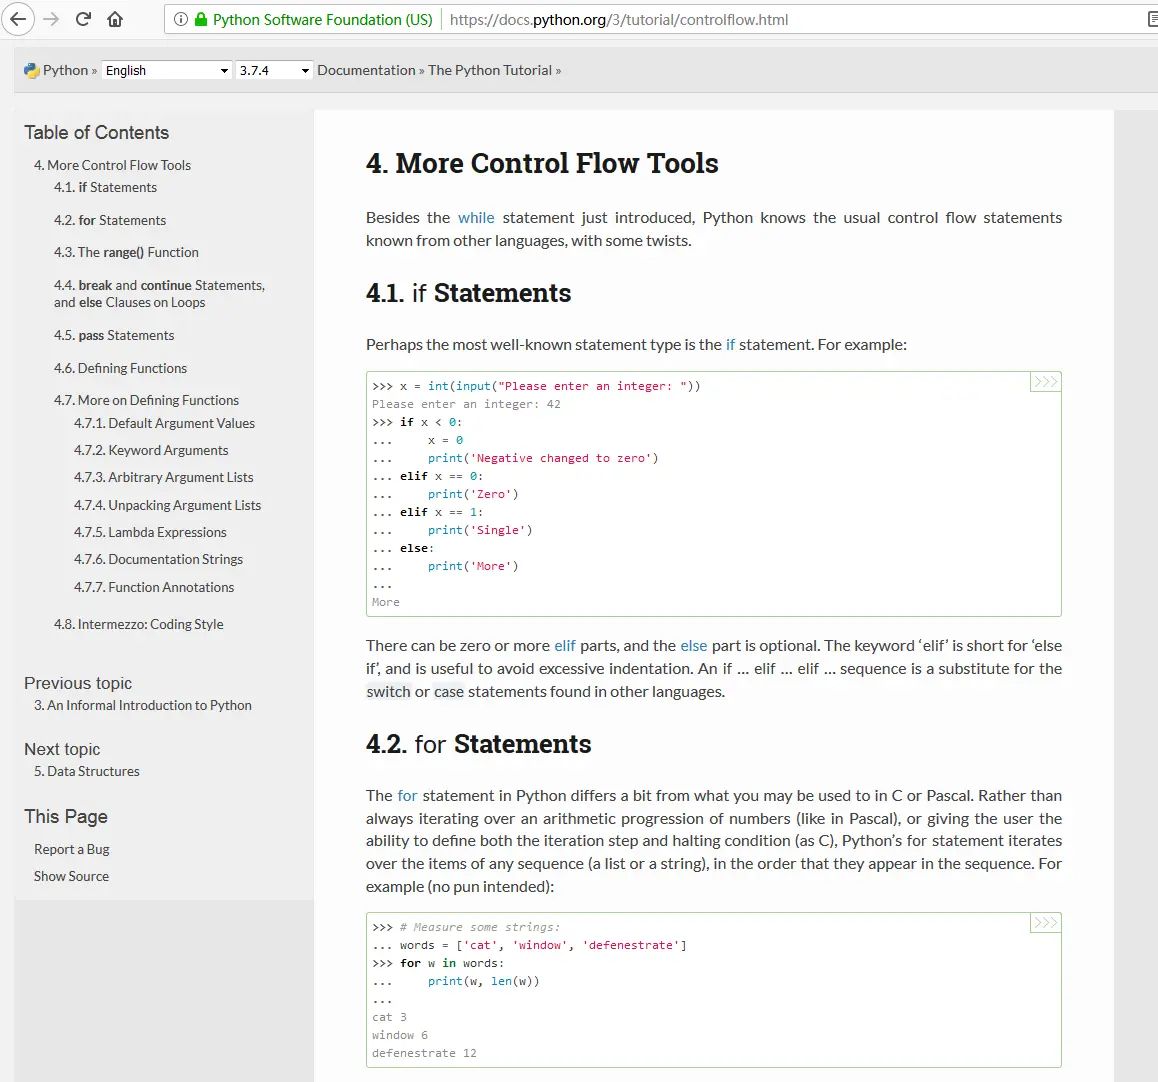 Python Software Foundation (US) https://docs.python.org/3/tutorial/controlflow.html
Python » English 3.7.4 Documentation » The Python Tutorial »
Table of Contents
4. More Control Flow Tools
4.1. if Statements
4.2. for Statements
4.3. The range() Function
4.4. break and continue Statements,
and else Clauses on Loops
4.5. pass Statements
4.6. Defining Functions
4.7. More on Defining Functions
4.7.1. Default Argument Values
4.7.2. Keyword Arguments
4.7.3. Arbitrary Argument Lists
4.7.4. Unpacking Argument Lists
4.7.5. Lambda Expressions
4.7.6. Documentation Strings
4.7.7. Function Annotations
4.8. Intermezzo: Coding Style
Previous topic
3. An Informal Introduction to Python
Next topic
5. Data Structures
This Page
Report a Bug
Show Source
4. More Control Flow Tools
Besides the while statement just introduced, Python knows the usual control flow statements
known from other languages, with some twists.
4.1. if Statements
Perhaps the most well-known statement type is the if statement. For example:
>>>
>>> x = int(input("Please enter an integer: "))
Please enter an integer: 42
>>> if x < 0:
...     x = 0
...     print('Negative changed to zero')
... elif x == 0:
...     print('Zero')
... elif x == 1:
...     print('Single')
... else:
...     print('More')
...
More
There can be zero or more elif parts, and the else part is optional. The keyword ‘elif’ is short for ‘else
if’, and is useful to avoid excessive indentation. An if … elif … elif … sequence is a substitute for the
switch or case statements found in other languages.
4.2. for Statements
The for statement in Python differs a bit from what you may be used to in C or Pascal. Rather than
always iterating over an arithmetic progression of numbers (like in Pascal), or giving the user the
ability to define both the iteration step and halting condition (as C), Python’s for statement iterates
over the items of any sequence (a list or a string), in the order that they appear in the sequence. For
example (no pun intended):
>>>
>>> # Measure some strings:
... words = ['cat', 'window', 'defenestrate']
>>> for w in words:
...     print(w, len(w))
...
cat 3
window 6
defenestrate 12